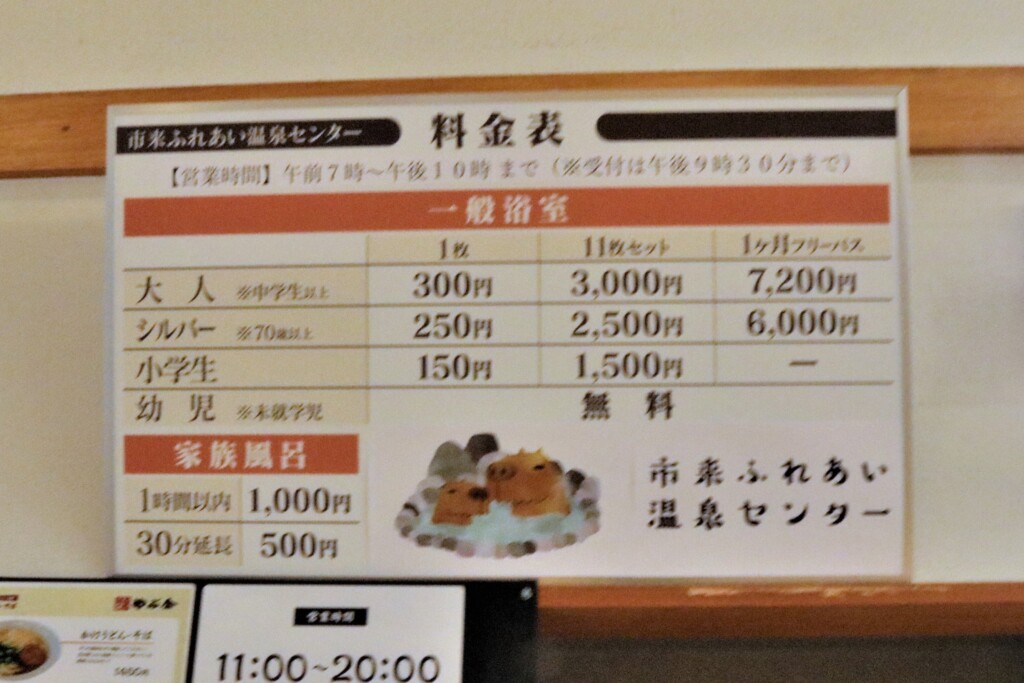 市来ふれあい温泉センター 料金表
【営業時間】午前7時～午後10時まで（※受付は午後9時30分まで）
一般浴室
1枚 11枚セット 1ヶ月フリーパス
大人 ※中学生以上 300円 3,000円 7,200円
シルバー ※70歳以上 250円 2,500円 6,000円
小学生 150円 1,500円 ー
幼児 ※未就学児 無料
家族風呂
1時間以内 1,000円
30分延長 500円
市来ふれあい
温泉センター
かけうどん・そば
営業時間
11:00~20:00